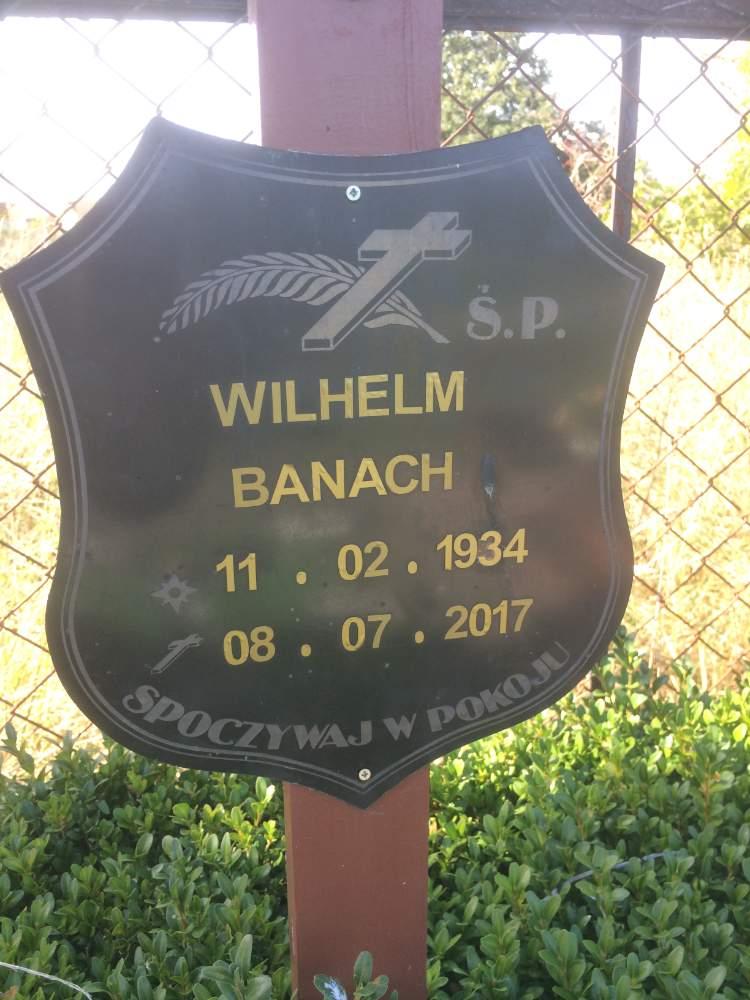 Ś.P.
WILHELM
BANACH
11 . 02 . 1934
08 . 07 . 2017
SPOCZYWAJ W POKOJU